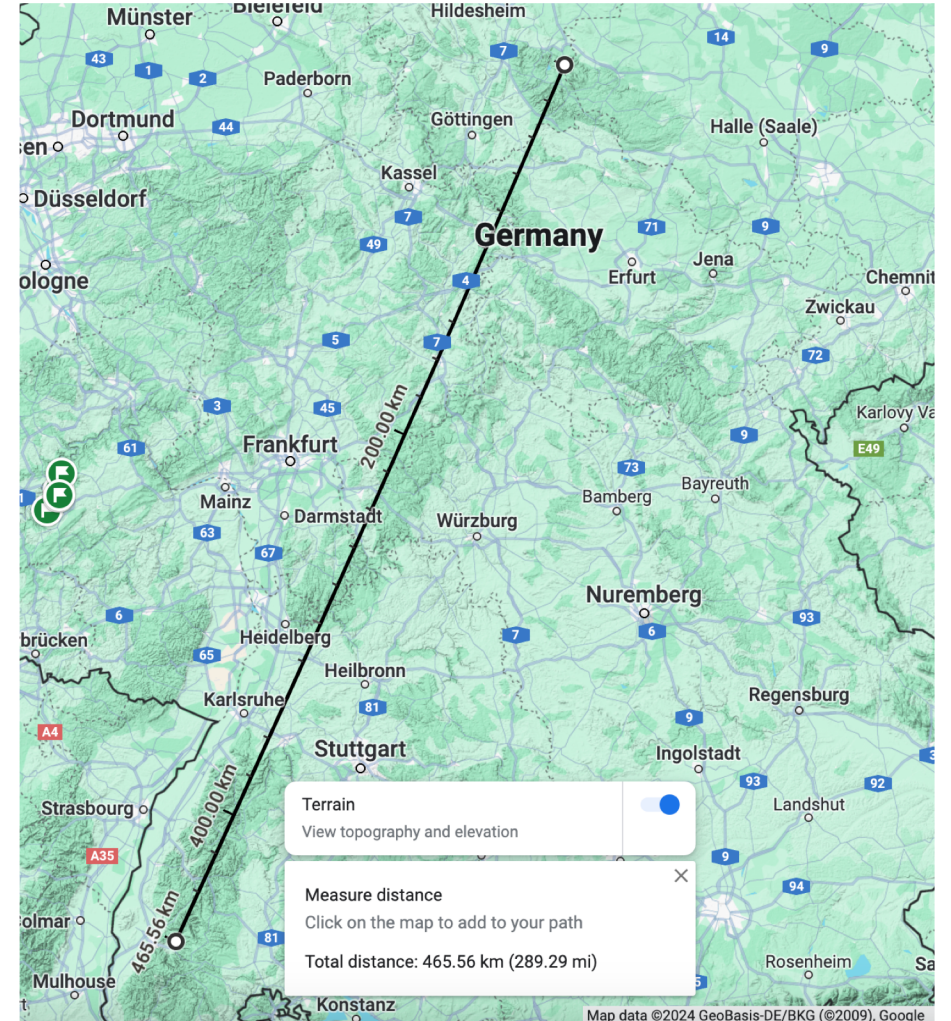 Münster
Bielefeld
Hildesheim
43
1
2
7
14
9
Paderborn
Dortmund
44
Göttingen
Halle (Saale)
sen
Kassel
Düsseldorf
7
49
Germany
71
9
ologne
4
Erfurt
Jena
Chemnit
Zwickau
5
7
72
3
45
200.00 km
Karlovy Va
61
Frankfurt
9
E49
73
Mainz
Bamberg
Bayreuth
Darmstadt
Würzburg
63
67
Nuremberg
6
93
brücken
Heidelberg
7
6
65
Heilbronn
Karlsruhe
81
Regensburg
A4
9
Stuttgart
Ingolstadt
3
93
92
400.00 km
Strasbourg
Terrain
View topography and elevation
Landshut
A35
9
94
Measure distance
Click on the map to add to your path
Total distance: 465.56 km (289.29 mi)
olmar
465.56 km
81
Rosenheim
Sa
Mulhouse
5
t
Konstanz
Map data ©2024 GeoBasis-DE/BKG (©2009), Google